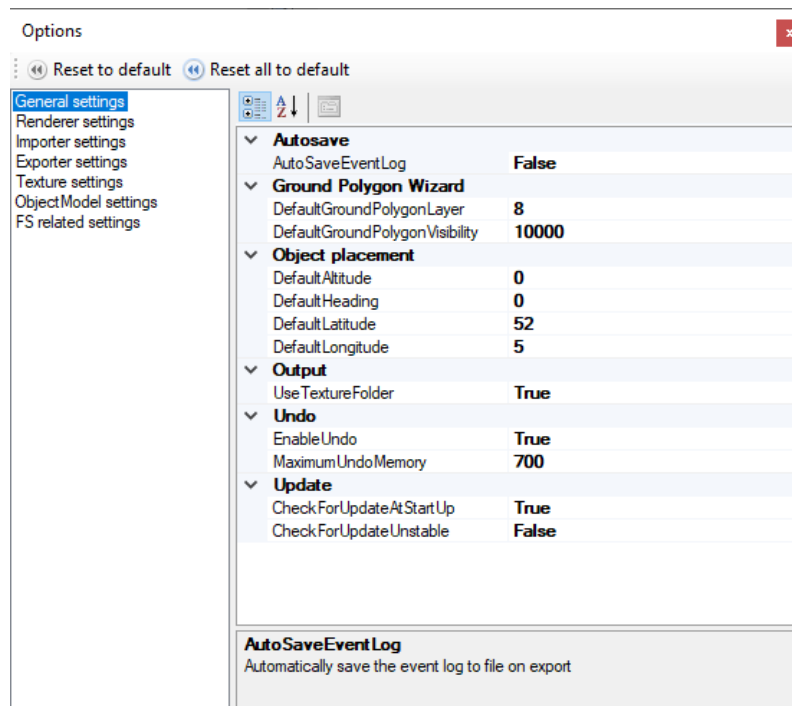 Options
Reset to default Reset all to default
General settings
Renderer settings
Importer settings
Exporter settings
Texture settings
ObjectModel settings
FS related settings
Autosave
AutoSaveEventLog False
Ground Polygon Wizard
DefaultGroundPolygonLayer 8
DefaultGroundPolygonVisibility 10000
Object placement
DefaultAltitude 0
DefaultHeading 0
DefaultLatitude 52
DefaultLongitude 5
Output
UseTextureFolder True
Undo
EnableUndo True
MaximumUndoMemory 700
Update
CheckForUpdateAtStartUp True
CheckForUpdateUnstable False
AutoSaveEventLog
Automatically save the event log to file on export